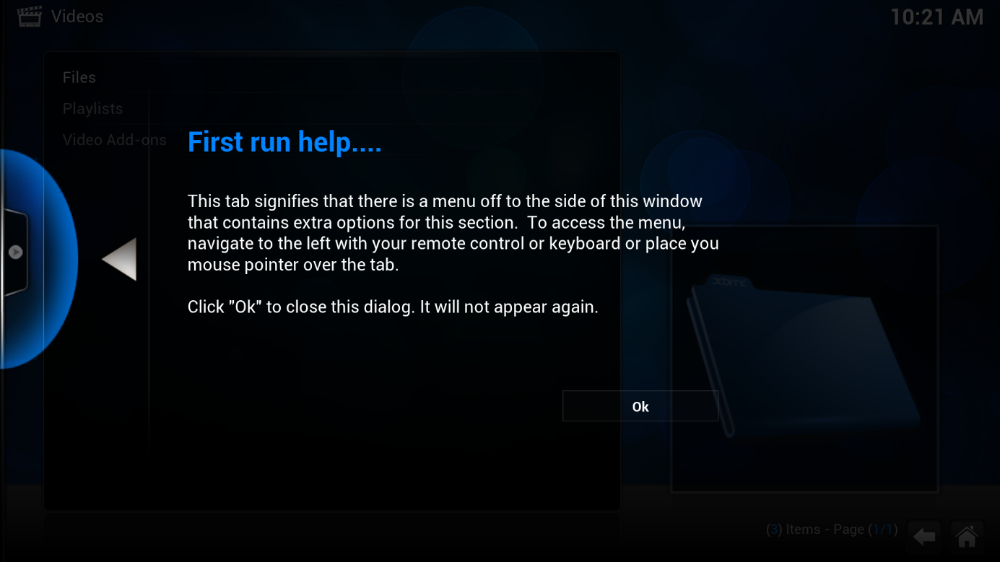 Videos
10:21 AM
Files
Playlists
Video Add-ons
First run help....
This tab signifies that there is a menu off to the side of this window
that contains extra options for this section.  To access the menu,
navigate to the left with your remote control or keyboard or place you
mouse pointer over the tab.
Click "Ok" to close this dialog. It will not appear again.
xbmc
Ok
(3) Items - Page (1/1)